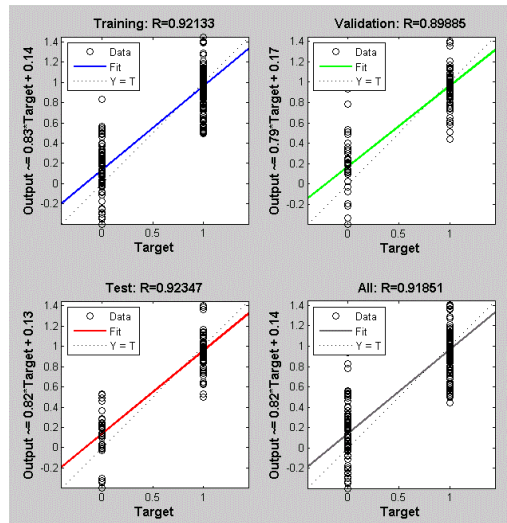 Training: R=0.92133
Output ~= 0.83*Target + 0.14
1.4
1.2
1
0.8
0.6
0.4
0.2
0
-0.2
Data
Fit
Y = T
0
0.5
1
Target
Validation: R=0.89885
Output ~= 0.79*Target + 0.17
1.4
1.2
1
0.8
0.6
0.4
0.2
0
-0.2
Data
Fit
Y = T
0
0.5
1
Target
Test: R=0.92347
Output ~= 0.82*Target + 0.13
1.4
1.2
1
0.8
0.6
0.4
0.2
0
-0.2
Data
Fit
Y = T
0
0.5
1
Target
All: R=0.91851
Output ~= 0.82*Target + 0.14
1.4
1.2
1
0.8
0.6
0.4
0.2
0
-0.2
Data
Fit
Y = T
0
0.5
1
Target